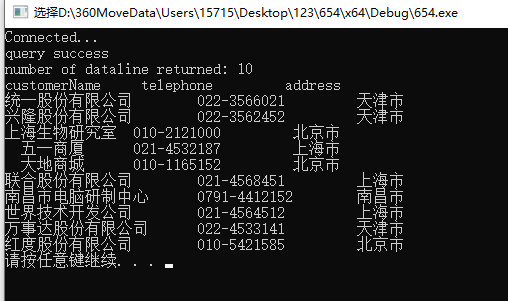 选择D:\360MoveData\Users\15715\Desktop\123\654\x64\Debug\654.exe
Connected...
query success
number of dataline returned: 10
customerName telephone address
统一股份有限公司 022-3566021 天津市
兴隆股份有限公司 022-3562452 天津市
上海生物研究室 010-2121000 北京市
五一商厦 021-4532187 上海市
大地商城 010-1165152 北京市
联合股份有限公司 021-4568451 上海市
南昌市电脑研制中心 0791-4412152 南昌市
世界技术开发公司 021-4564512 上海市
万事达股份有限公司 022-4533141 天津市
红度股份有限公司 010-5421585 北京市
请按任意键继续. . .